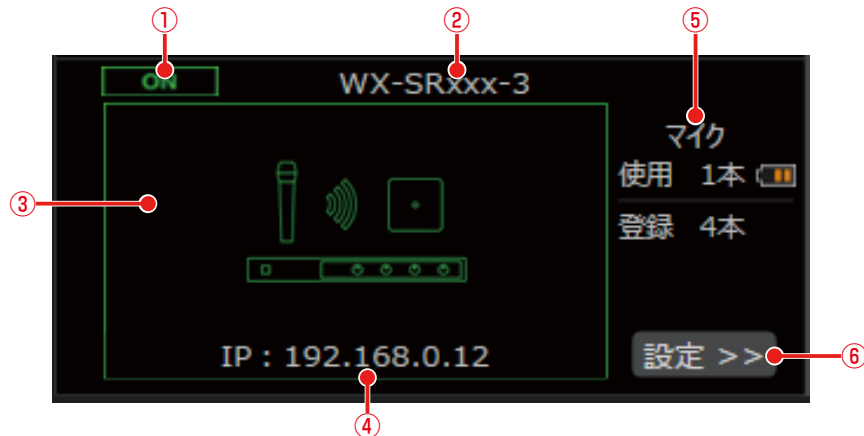 ① ② ⑤
ON WX-SRxxx-3
マイク
使用 1本
③
登録 4本
IP : 192.168.0.12
設定 >>
⑥
④